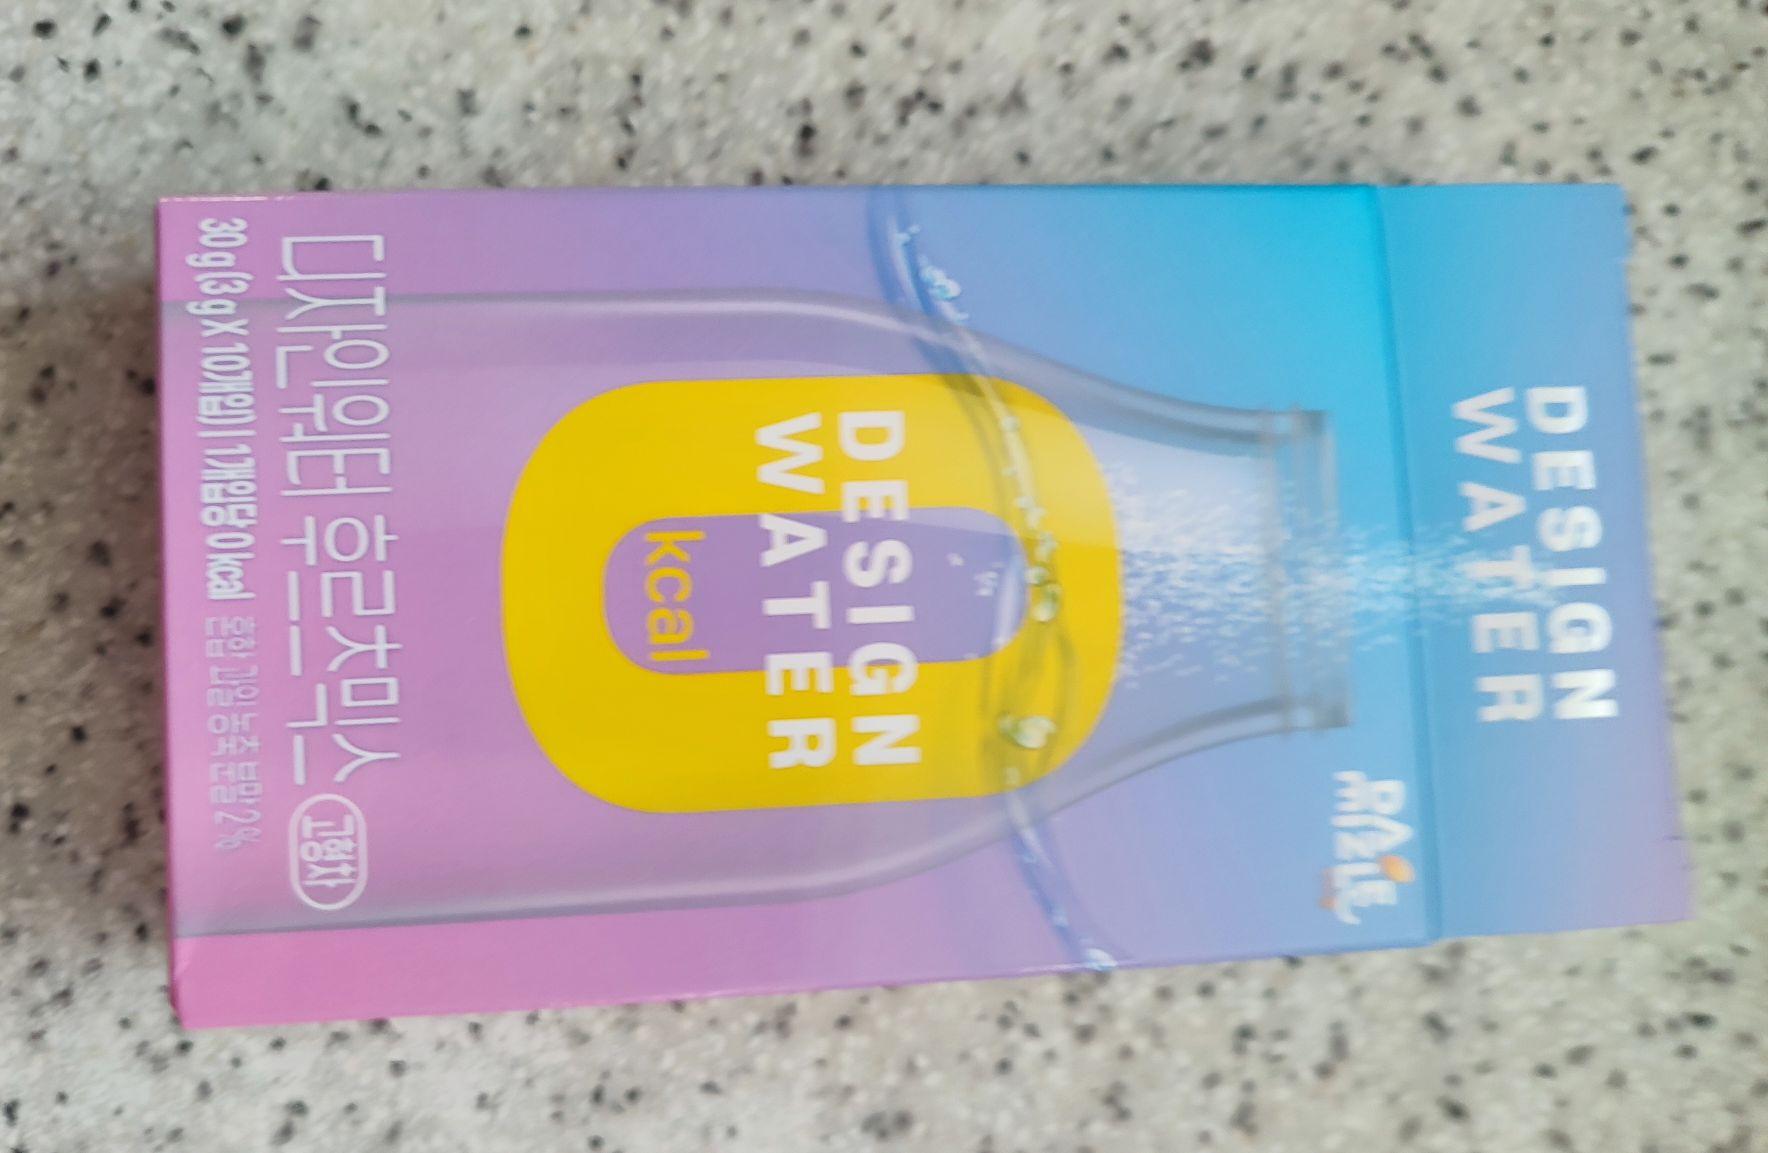 DESIGN
WATER
DAMIZLE
DESIGN
WATER
0
kcal
디자인워터 후르츠믹스
고형차
30 g (3 g X 10개입) | 1개입당 0 kcal
혼합과일농축분말 2 %